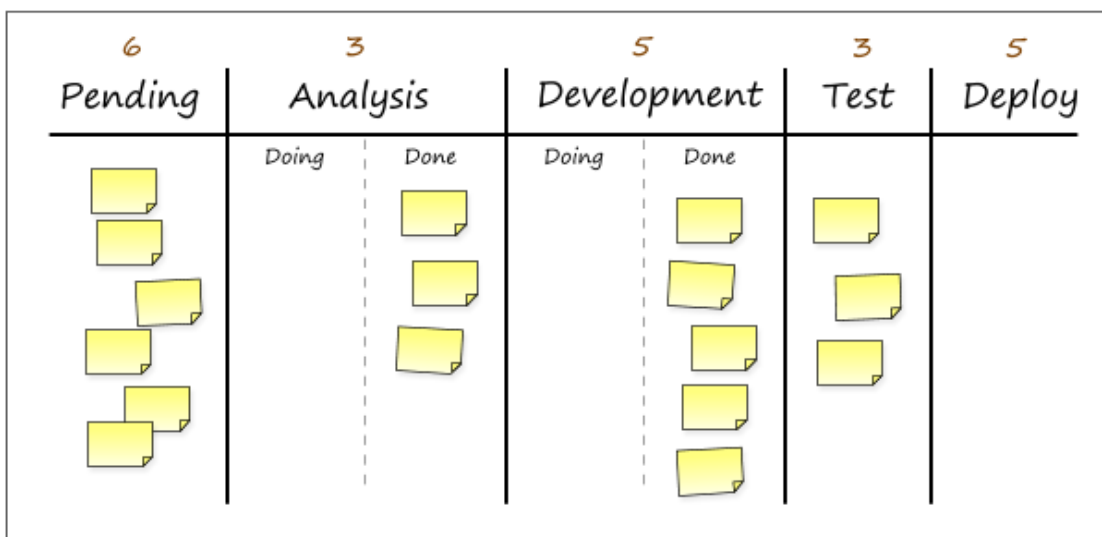 6 3 5 3 5
Pending Analysis Development Test Deploy
Doing Done Doing Done